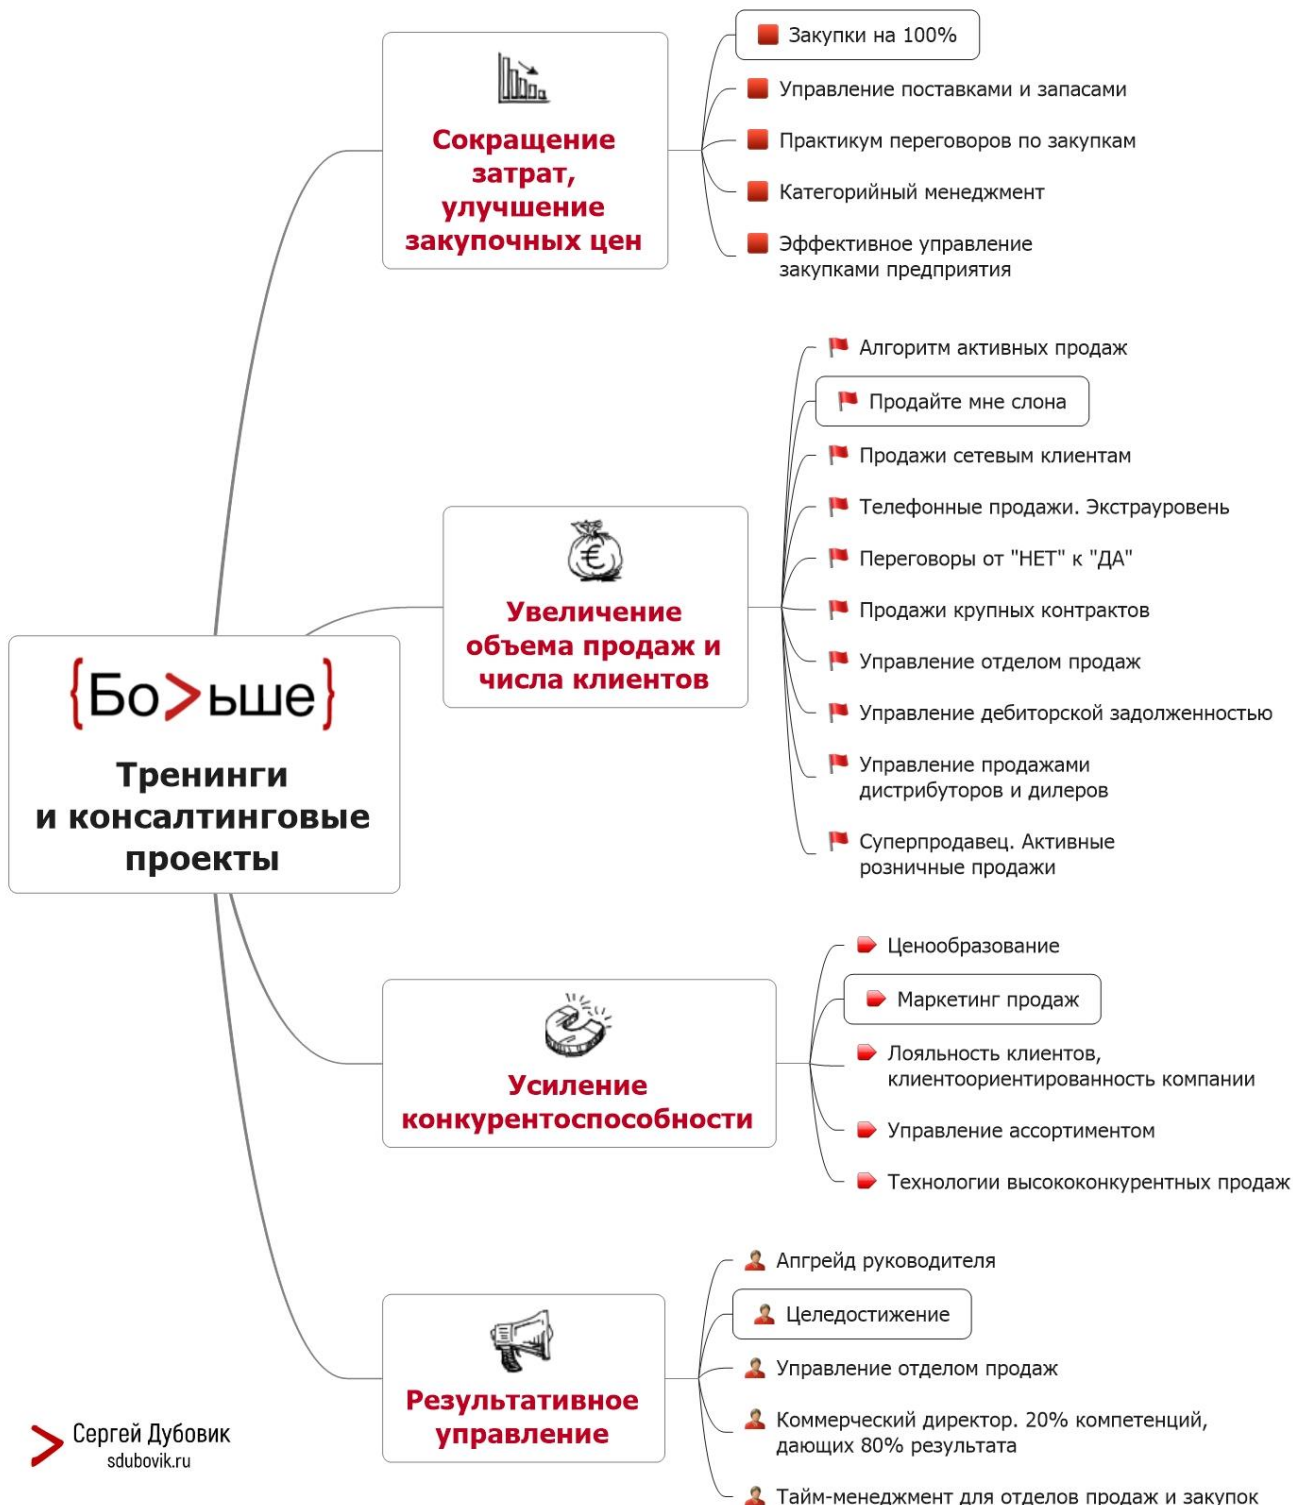 Закупки на 100%
Управление поставками и запасами
Практикум переговоров по закупкам
Категорийный менеджмент
Эффективное управление
закупками предприятия
Сокращение
затрат,
улучшение
закупочных цен
Алгоритм активных продаж
Продайте мне слона
Продажи сетевым клиентам
Телефонные продажи. Экстрауровень
Переговоры от "НЕТ" к "ДА"
Продажи крупных контрактов
Управление отделом продаж
Управление дебиторской задолженностью
Управление продажами
дистрибуторов и дилеров
Суперпродавец. Активные
розничные продажи
€
Увеличение
объема продаж и
числа клиентов
{Бо>ьше}
Тренинги
и консалтинговые
проекты
Ценообразование
Маркетинг продаж
Лояльность клиентов,
клиентоориентированность компании
Управление ассортиментом
Технологии высококонкурентных продаж
Усиление
конкурентоспособности
Апгрейд руководителя
Целедостижение
Управление отделом продаж
Коммерческий директор. 20% компетенций,
дающих 80% результата
Тайм-менеджмент для отделов продаж и закупок
Результативное
управление
Сергей Дубовик
sdubovik.ru